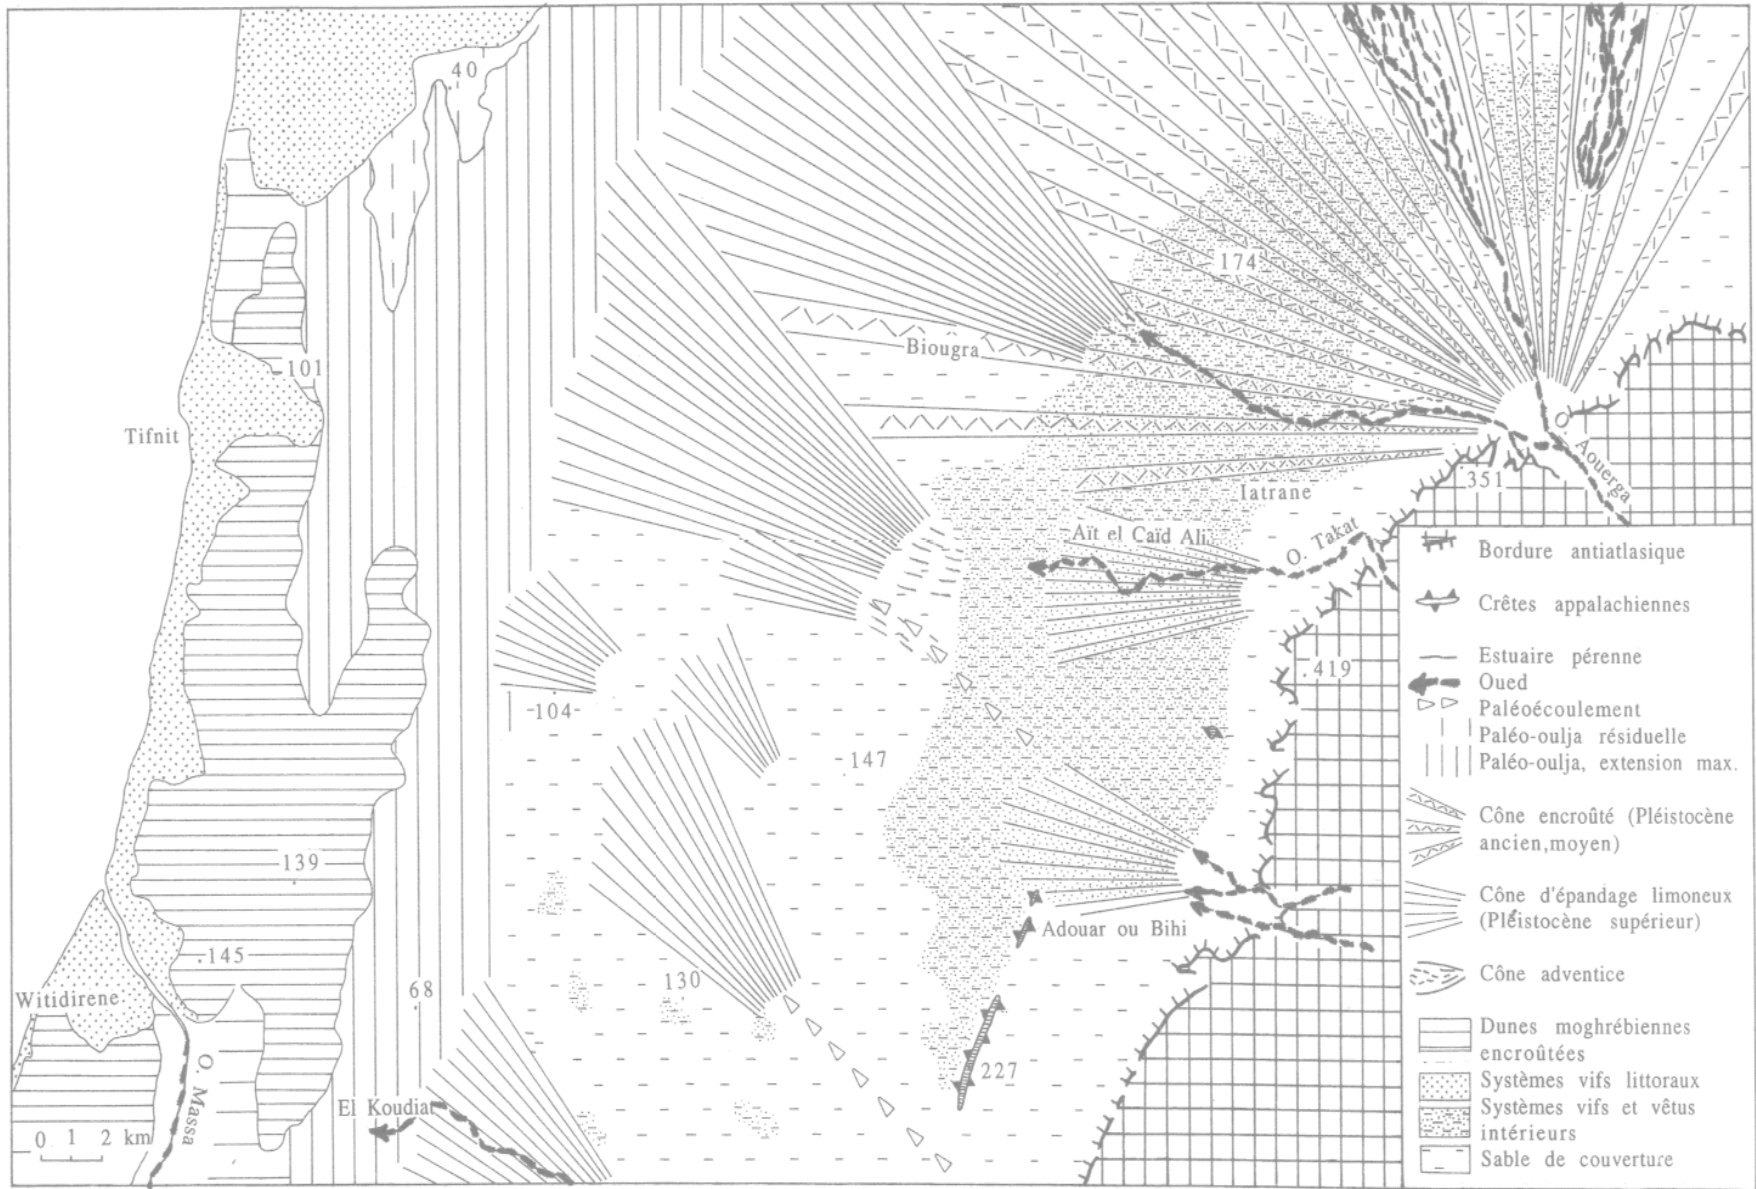 40
174
Biougra
101
Tifnit
O. Aouerga
351
Iatrane
Aït el Caïd Ali
O. Takat
419
104
147
139
Adouar ou Bihi
145
130
68
Witidirene
227
O. Massa
El Koudiat
0 1 2 km
Bordure antiatlasique
Crêtes appalachiennes
Estuaire pérenne
Oued
Paléoécoulement
Paléo-oulja résiduelle
Paléo-oulja, extension max.
Cône encroûté (Pléistocène
ancien,moyen)
Cône d'épandage limoneux
(Pléistocène supérieur)
Cône adventice
Dunes moghrébiennes
encroûtées
Systèmes vifs littoraux
Systèmes vifs et vêtus
intérieurs
Sable de couverture